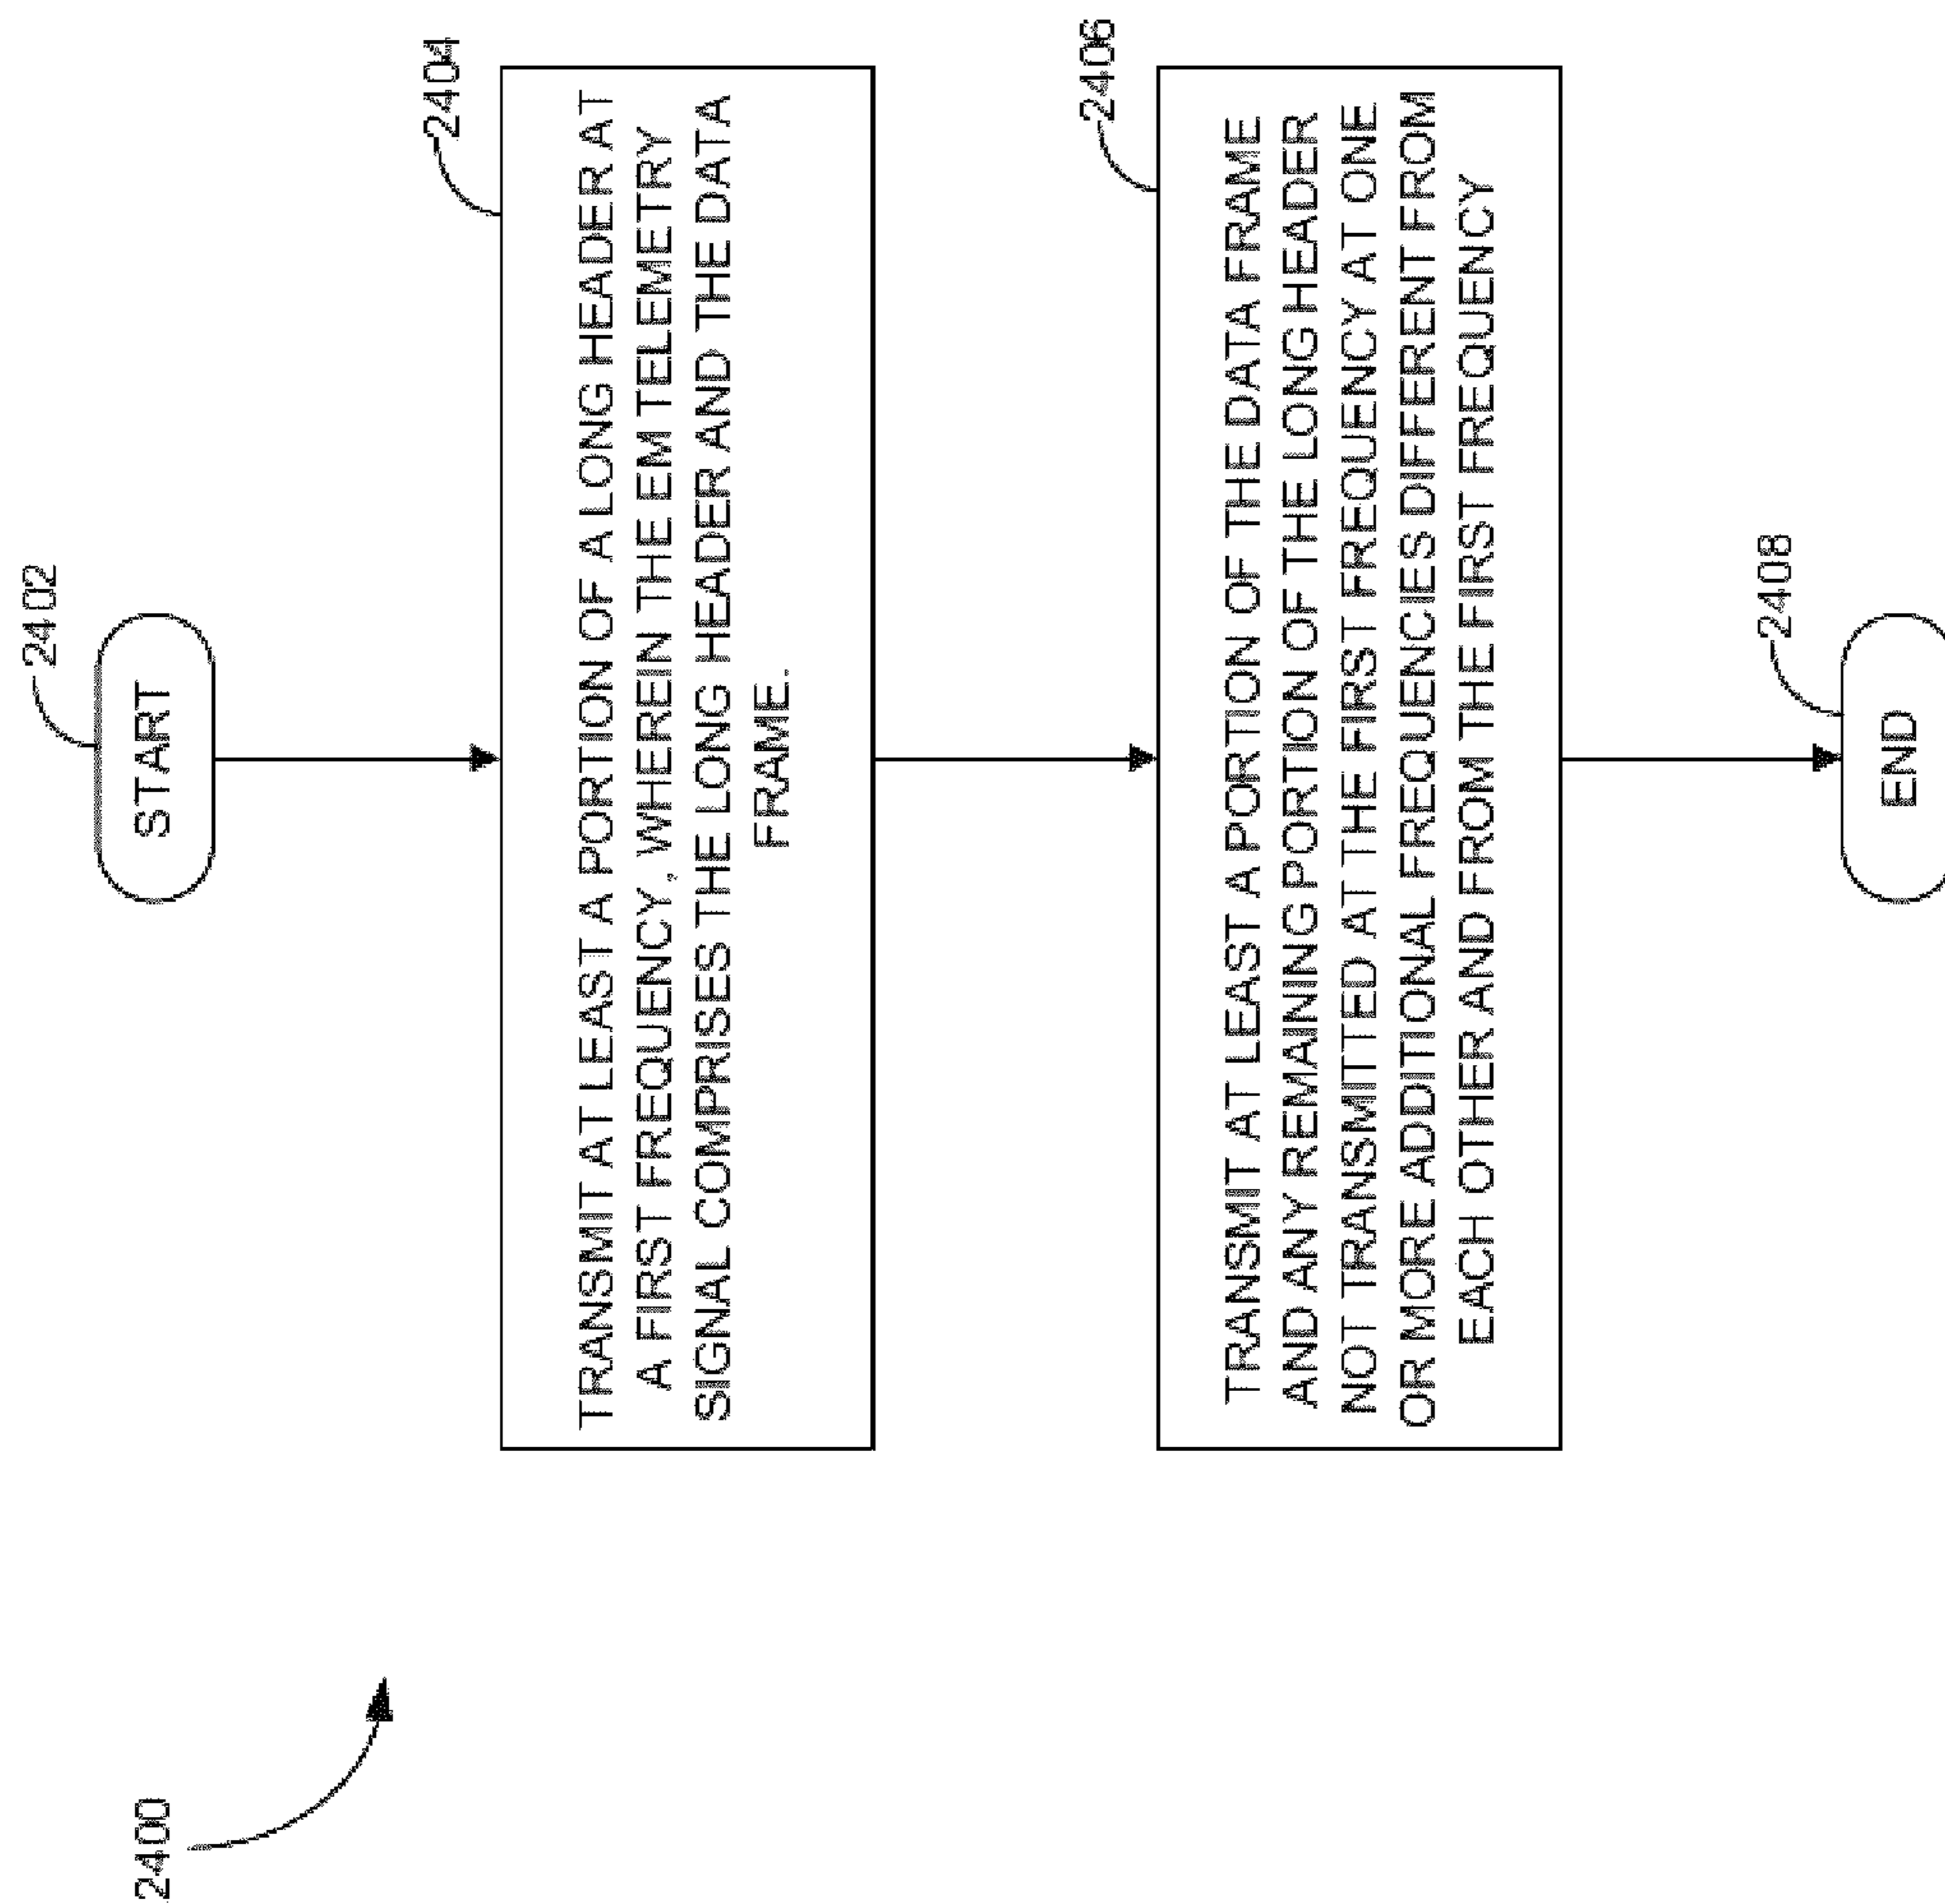 2400
2402
START
2404
TRANSMIT AT LEAST A PORTION OF A LONG HEADER AT
A FIRST FREQUENCY, WHEREIN THE EM TELEMETRY
SIGNAL COMPRISES THE LONG HEADER AND THE DATA
FRAME.
2406
TRANSMIT AT LEAST A PORTION OF THE DATA FRAME
AND ANY REMAINING PORTION OF THE LONG HEADER
NOT TRANSMITTED AT THE FIRST FREQUENCY AT ONE
OR MORE ADDITIONAL FREQUENCIES DIFFERENT FROM
EACH OTHER AND FROM THE FIRST FREQUENCY
2408
END